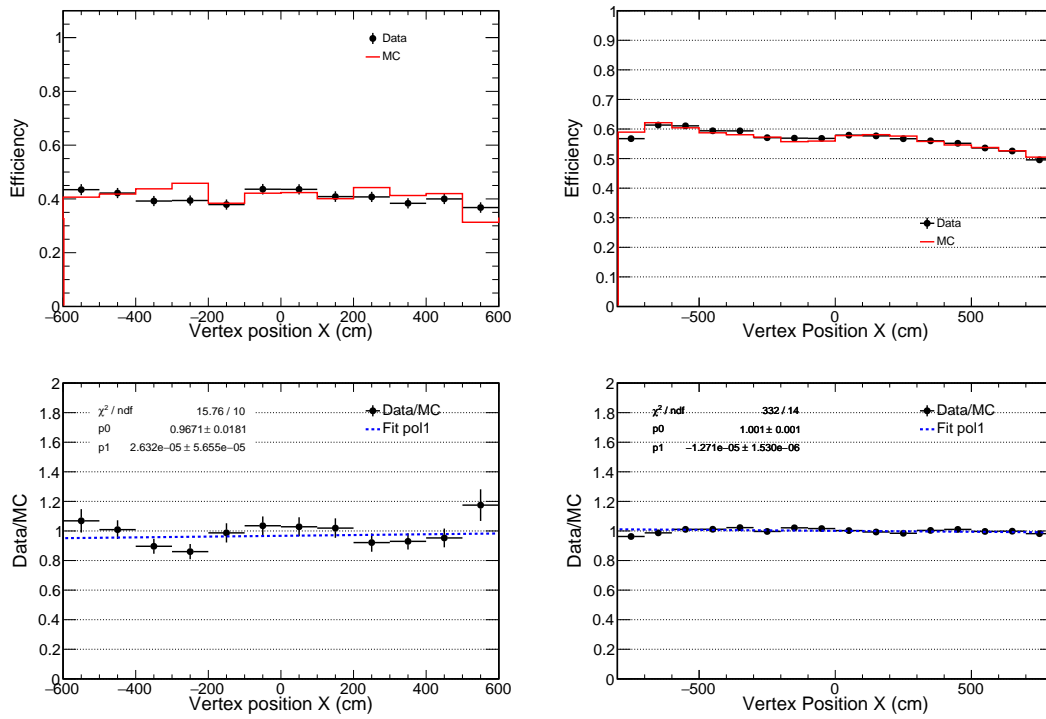 1
0.8
0.6
0.4
0.2
0
Efficiency
Data
MC
−600
−400
−200
0
200
400
600
Vertex position X (cm)
1
0.9
0.8
0.7
0.6
0.5
0.4
0.3
0.2
0.1
0
Efficiency
Data
MC
−500
0
500
Vertex Position X (cm)
2
1.8
1.6
1.4
1.2
1
0.8
0.6
0.4
0.2
0
Data/MC
χ² / ndf 15.76 / 10
p0 0.9671 ± 0.0181
p1 2.632e−05 ± 5.655e−05
Data/MC
Fit pol1
−600
−400
−200
0
200
400
600
Vertex position X (cm)
2
1.8
1.6
1.4
1.2
1
0.8
0.6
0.4
0.2
0
Data/MC
χ² / ndf 332 / 14
p0 1.001 ± 0.001
p1 −1.271e−05 ± 1.530e−06
Data/MC
Fit pol1
−500
0
500
Vertex Position X (cm)